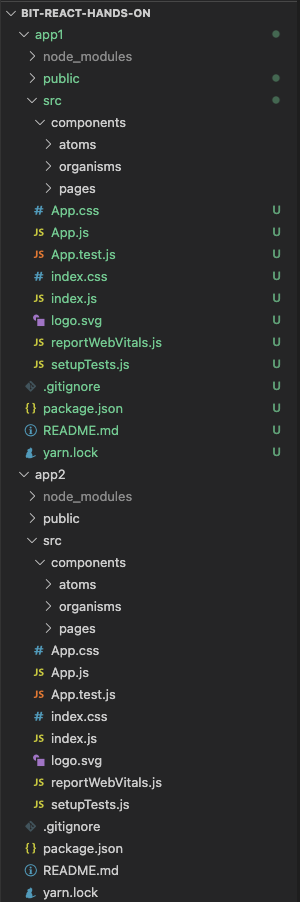 BIT-REACT-HANDS-ON
app1
node_modules
public
src
components
atoms
organisms
pages
# App.css U
JS App.js U
JS App.test.js U
# index.css U
JS index.js U
logo.svg U
JS reportWebVitals.js U
JS setupTests.js U
.gitignore U
{} package.json U
README.md U
yarn.lock U
app2
node_modules
public
src
components
atoms
organisms
pages
# App.css
JS App.js
JS App.test.js
# index.css
JS index.js
logo.svg
JS reportWebVitals.js
JS setupTests.js
.gitignore
{} package.json
README.md
yarn.lock